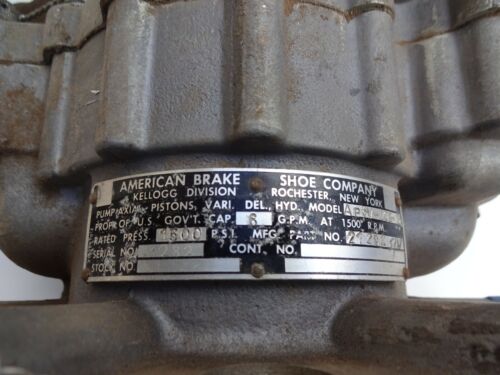 AMERICAN BRAKE SHOE COMPANY
KELLOGG DIVISION ROCHESTER, NEW YORK
PUMP, AXIAL PISTONS, VARI. DEL, HYD. MODEL
PROP. OF U.S. GOV'T. CAP. 6 G.P.M. AT 1500 R.P.M.
RATED PRESS. 1600 P.S.I. MFG. PART NO.
SERIAL NO. CONT. NO.
STOCK NO.